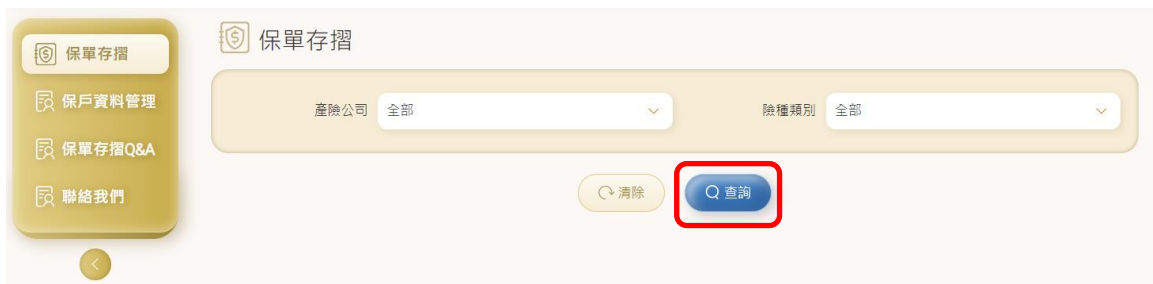 保單存摺
保戶資料管理
保單存摺Q&A
聯絡我們
保單存摺
產險公司 全部 險種類別 全部
清除 查詢